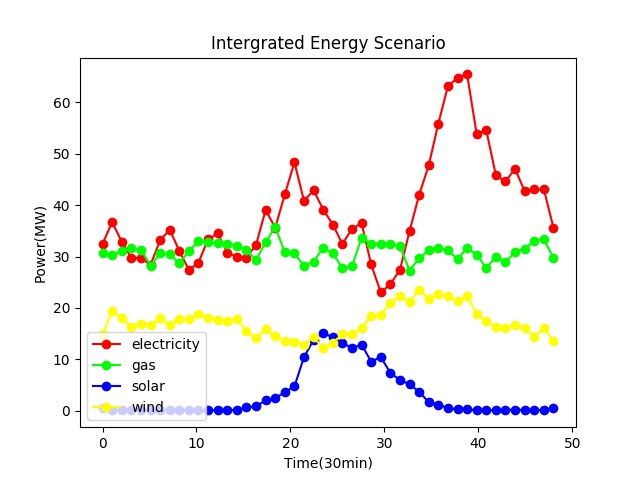 Intergrated Energy Scenario
Power(MW)
60
50
40
30
20
10
0
electricity
gas
solar
wind
0 10 20 30 40 50
Time(30min)